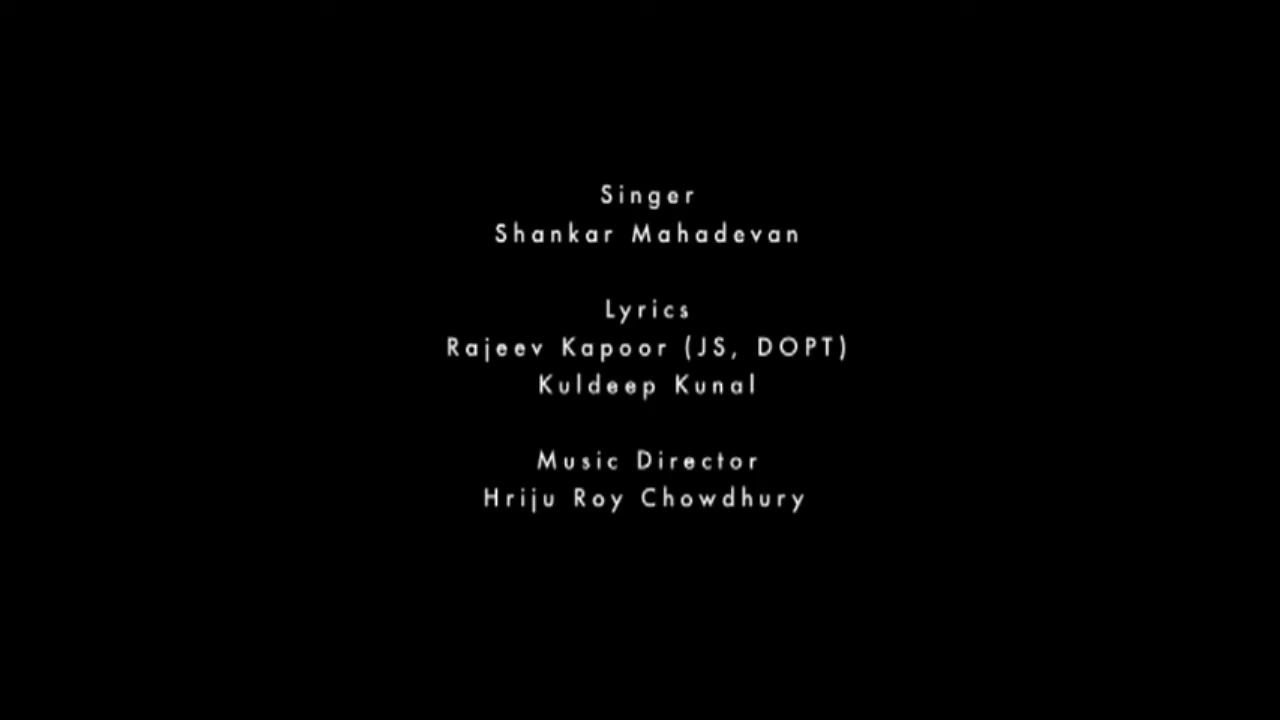 Singer
Shankar Mahadevan
Lyrics
Rajeev Kapoor (JS, DOPT)
Kuldeep Kunal
Music Director
Hriju Roy Chowdhury